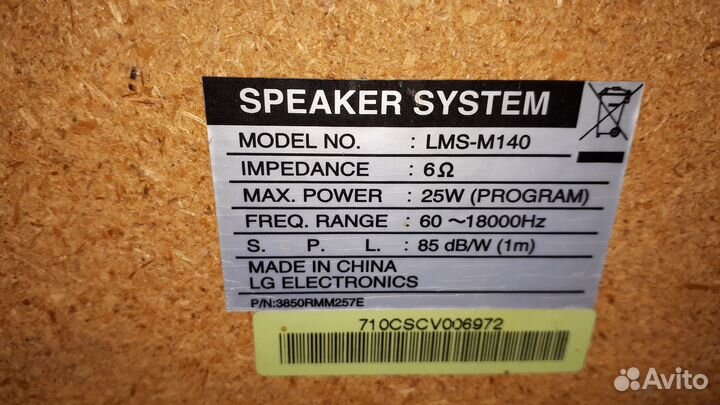 SPEAKER SYSTEM
MODEL NO. : LMS-M140
IMPEDANCE : 6Ω
MAX. POWER : 25W (PROGRAM)
FREQ. RANGE : 60 ~18000Hz
S. P. L. : 85 dB/W (1m)
MADE IN CHINA
LG ELECTRONICS
P/N:3850RMM257E
710CSCV006972
Avito